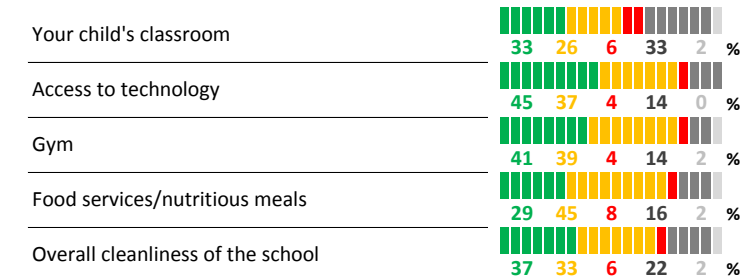 Your child's classroom
33 26 6 33 2 %
Access to technology
45 37 4 14 0 %
Gym
41 39 4 14 2 %
Food services/nutritious meals
29 45 8 16 2 %
Overall cleanliness of the school
37 33 6 22 2 %